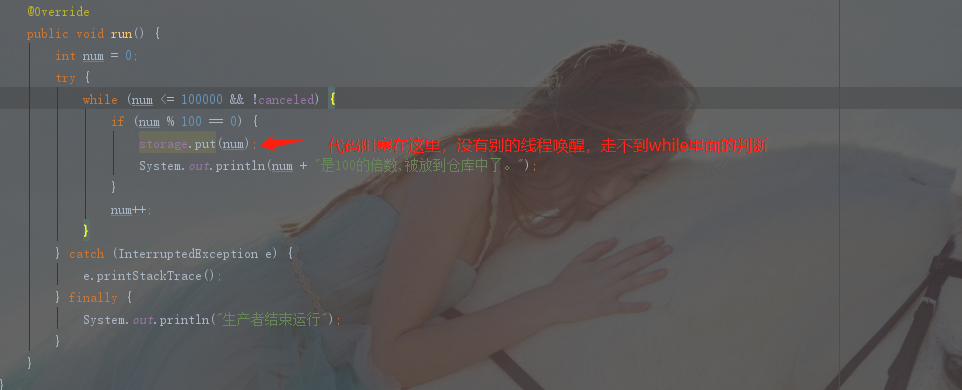 @Override
public void run() {
int num = 0;
try {
while (num <= 100000 && !canceled) {
if (num % 100 == 0) {
storage.put(num); 代码阻塞在这里，没有别的线程唤醒，走不到while里面的判断
System.out.println(num + "是100的倍数,被放到仓库中了。");
}
num++;
}
} catch (InterruptedException e) {
e.printStackTrace();
} finally {
System.out.println("生产者结束运行");
}
}
}